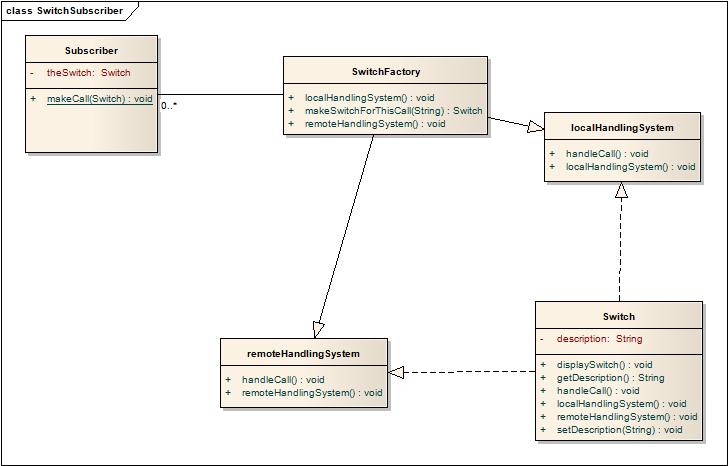 class SwitchSubscriber
Subscriber
- theSwitch: Switch
+ makeCall(Switch) : void
0..*
SwitchFactory
+ localHandlingSystem() : void
+ makeSwitchForThisCall(String) : Switch
+ remoteHandlingSystem() : void
localHandlingSystem
+ handleCall() : void
+ localHandlingSystem() : void
remoteHandlingSystem
+ handleCall() : void
+ remoteHandlingSystem() : void
Switch
- description: String
+ displaySwitch() : void
+ getDescription() : String
+ handleCall() : void
+ localHandlingSystem() : void
+ remoteHandlingSystem() : void
+ setDescription(String) : void